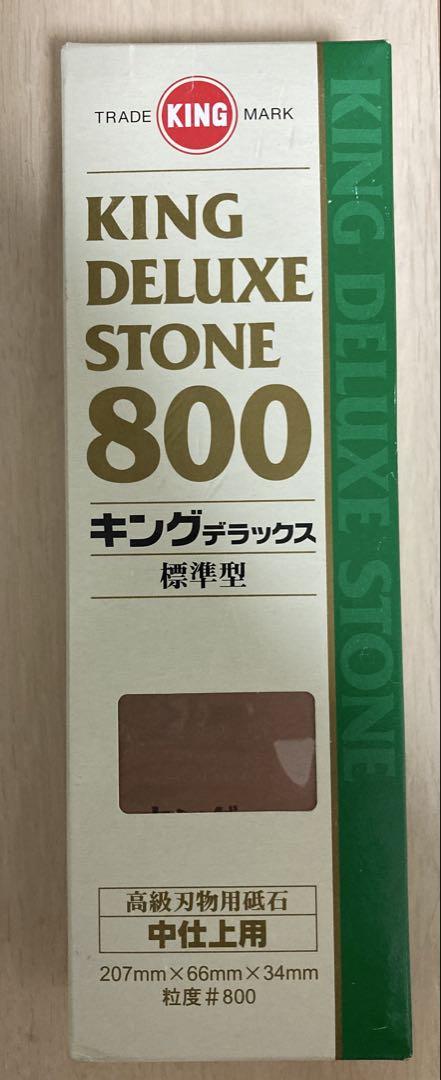 TRADE KING MARK
KING
DELUXE
STONE
800
キングデラックス
標準型
高級刃物用砥石
中仕上用
207mm×66mm×34mm
粒度#800
KING DELUXE STONE